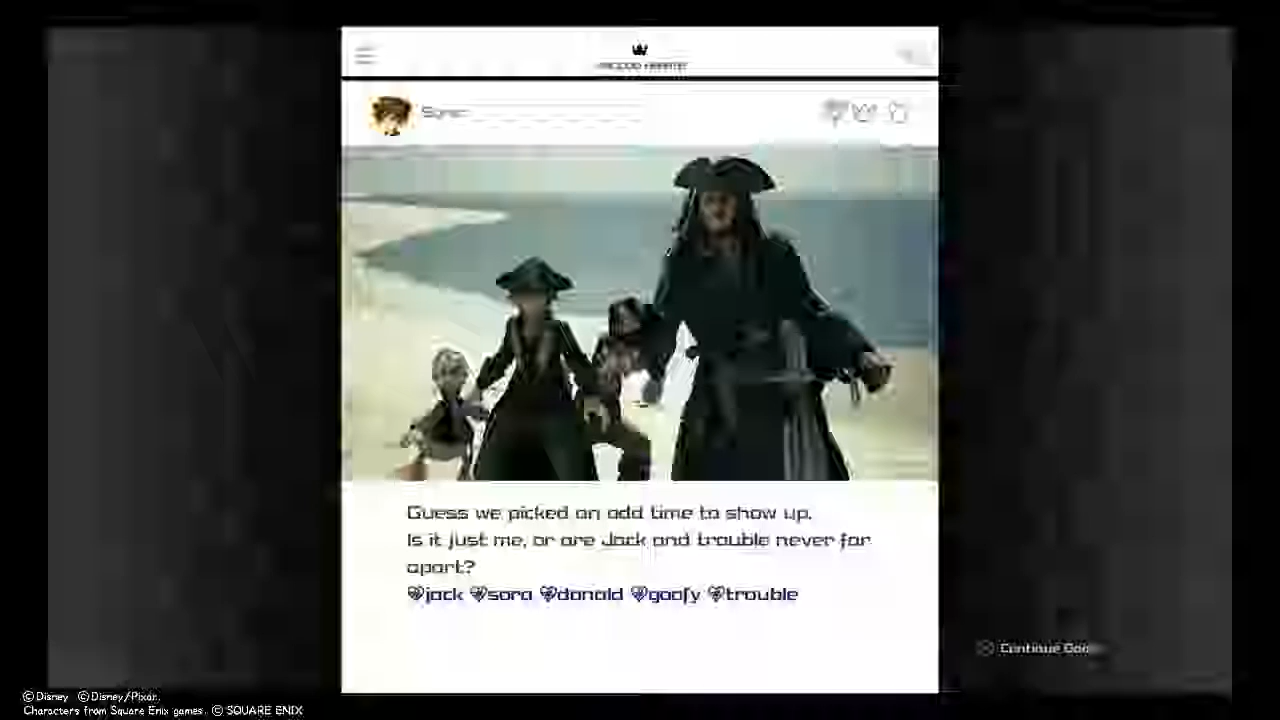 Sora
Guess we picked an odd time to show up.
Is it just me, or are Jack and trouble never far
apart?
jack sora donald goofy trouble
©Disney ©Disney/Pixar.
Characters from Square Enix games. © SQUARE ENIX